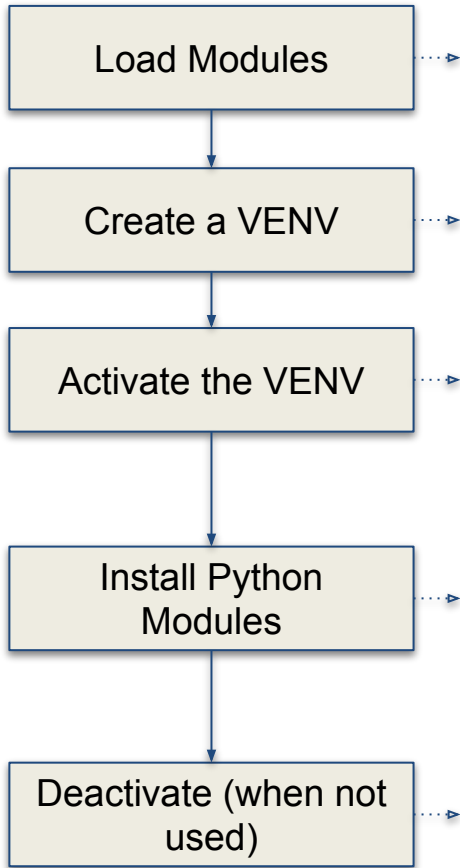 Load Modules
Create a VENV
Activate the VENV
Install Python
Modules
Deactivate (when not
used)